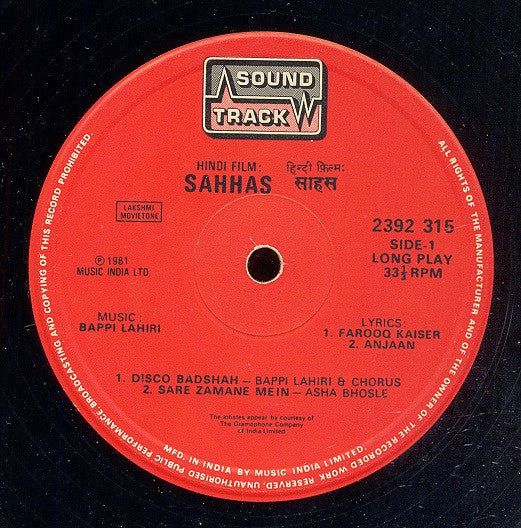 SOUND
TRACK
HINDI FILM: हिन्दी फ़िल्म:
SAHHAS साहस
LAKSHMI
MOVIETONE
2392 315
SIDE-1
LONG PLAY
33⅓ RPM
℗ 1981
MUSIC INDIA LTD.
MUSIC:
BAPPI LAHIRI
LYRICS:
1. FAROOQ KAISER
2. ANJAAN
1. D!SCO BADSHAH – BAPPI LAHIRI & CHORUS
2. SARE ZAMANE MEIN – ASHA BHOSLE
The artistes appear by courtesy of
The Gramophone Company
of India Limited
MFD. IN INDIA BY MUSIC INDIA LIMITED.
ALL RIGHTS OF THE MANUFACTURER AND OF THE OWNER OF THE RECORDED WORK RESERVED. UNAUTHORISED PUBLIC PERFORMANCE BROADCASTING AND COPYING OF THIS RECORD PROHIBITED.